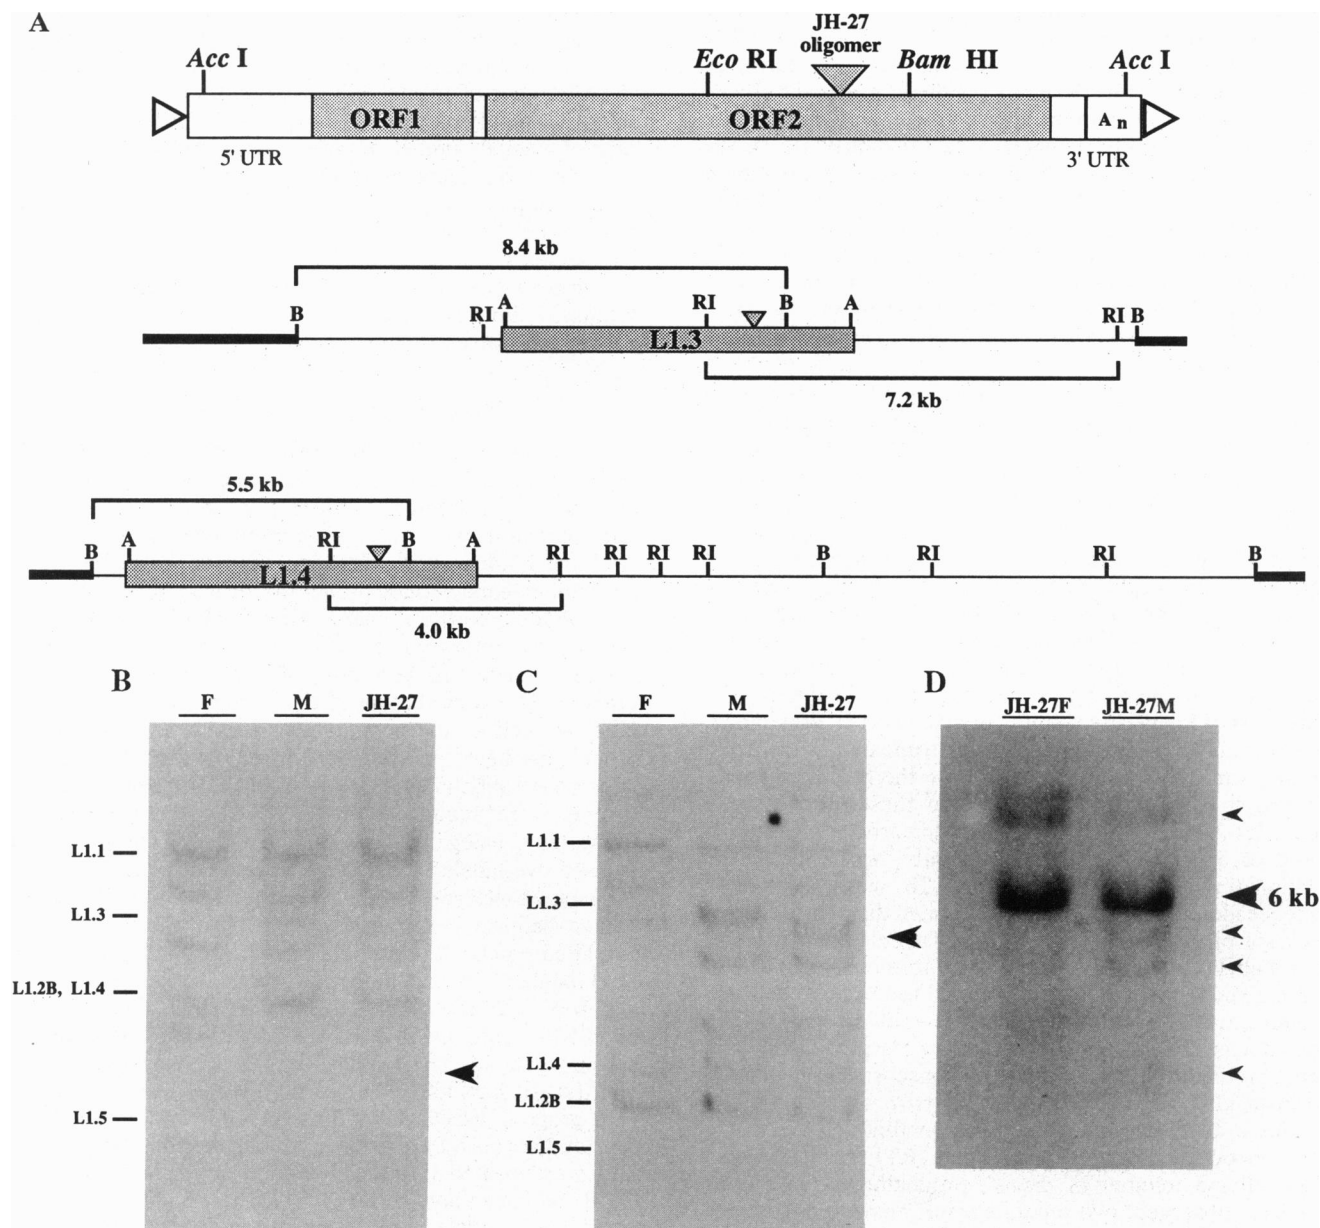 A
JH-27
oligomer
Acc I
Eco RI
Bam HI
Acc I
ORF1
ORF2
A n
5' UTR
3' UTR
8.4 kb
B
RI
A
RI
B
A
RI
B
L1.3
7.2 kb
5.5 kb
B
A
RI
B
A
RI
RI
RI
RI
B
RI
RI
B
L1.4
4.0 kb
B
F
M
JH-27
L1.1
L1.3
L1.2B, L1.4
L1.5
C
F
M
JH-27
L1.1
L1.3
L1.4
L1.2B
L1.5
D
JH-27F
JH-27M
6 kb